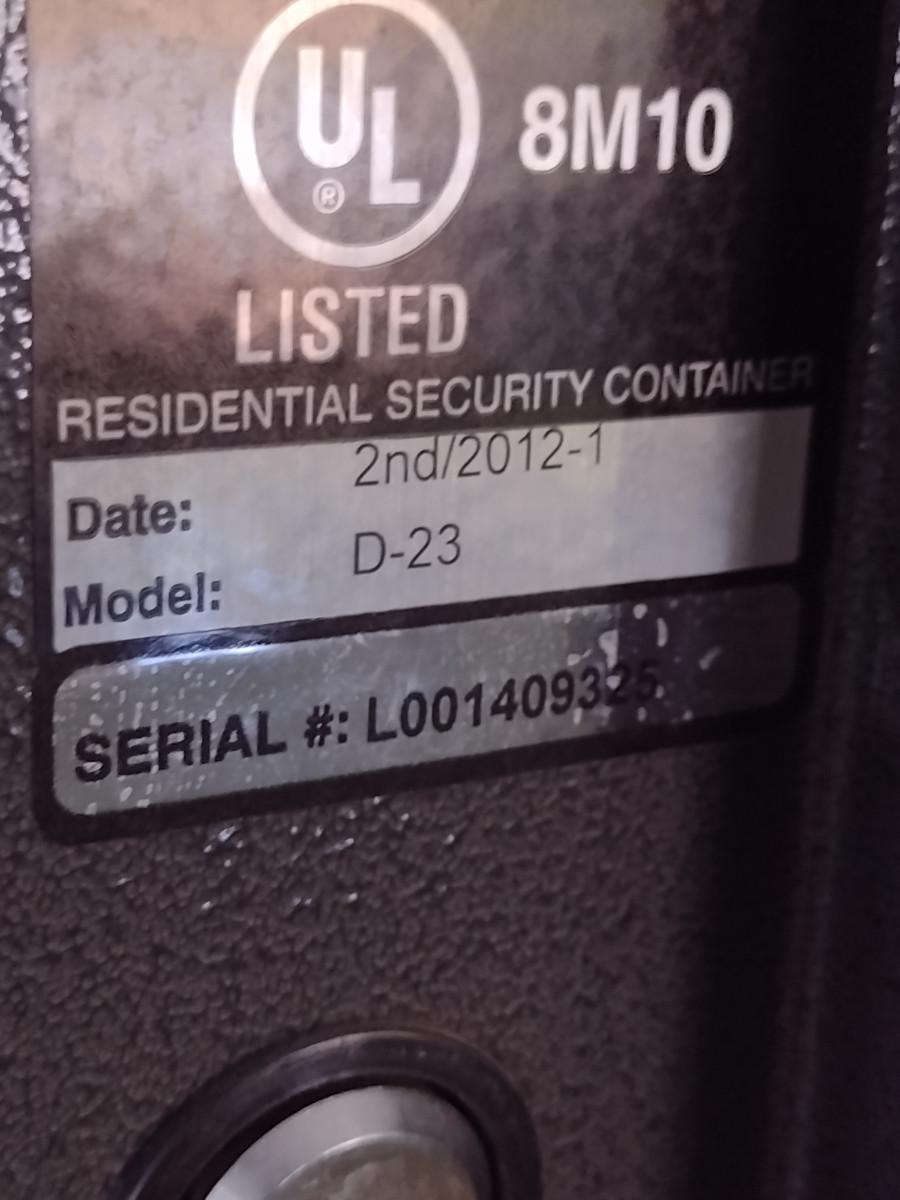 UL ® 8M10
LISTED
RESIDENTIAL SECURITY CONTAINER
Date: 2nd/2012-1
Model: D-23
SERIAL #: L001409325